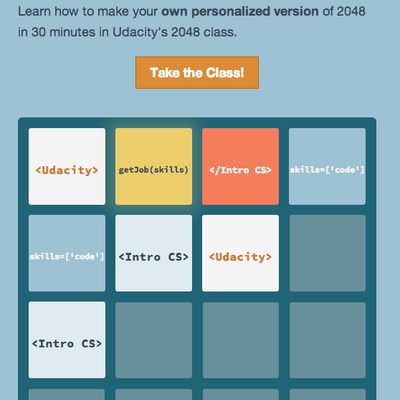 Learn how to make your own personalized version of 2048
in 30 minutes in Udacity's 2048 class.
Take the Class!
<Udacity> getJob(skills) </Intro CS> skills=['code']
skills=['code'] <Intro CS> <Udacity>
<Intro CS>